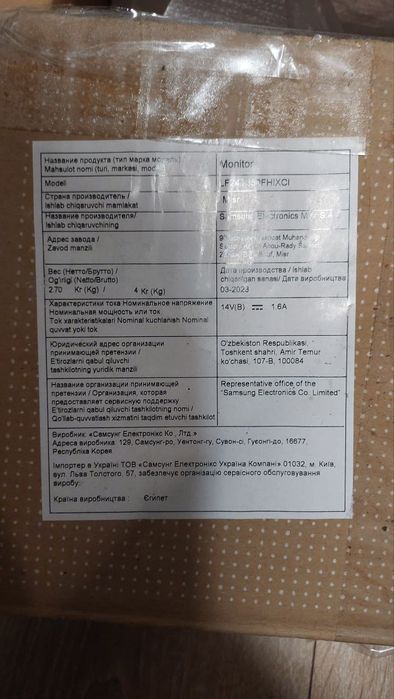 Название продукта (тип марка модель)
Mahsulot nomi (turi, markasi, mod
Monitor
Modeli
Страна производитель /
Ishlab chiqaruvchi mamlakat
Misr
Название производителя/
Ishlab chiqaruvchining
Electronics
Адрес завода /
Zavod manzili
Misr
Вес (Нетто/Брутто) /
Og'irligi (Netto/Brutto)
2.70 Кг (Kg) / 4 Кг (Kg)
Дата производства / Ishlab
chiqarilgan sanasi / Дата виробництва
03-2023
Характеристики тока Номинальное напряжение
Номинальная мощность или ток
Tok xarakteristikalari Nominal kuchlanish Nominal
quvvat yoki tok
14V(В) 1.6A
Юридический адрес организации
принимающей претензии /
E'tirozlarni qabul qiluvchi
tashkilotning yuridik manzili
O'zbekiston Respublikasi,
Toshkent shahri, Amir Temur
ko'chasi, 107-B, 100084
Название организации принимающей
претензии / Организация, которая
предоставляет сервисную поддержку
E'tirozlarni qabul qiluvchi tashkilotning nomi /
Qo'llab-quvvatlash xizmatini taqdim etuvchi tashkilot
Representative office of the
"Samsung Electronics Co. Limited"
Виробник «Самсунг Електронікс Ко., Лтд.»
Адреса виробника 129, Самсунг-ро, Уентонг-гу, Сувон-сі, Гуєонгі-до, 16677,
Республіка Корея
Імпортер в Україні ТОВ «Самсунг Електронікс Україна Компані» 01032, м. Київ,
вул. Льва Толстого, 57, забезпечує організацію сервісного обслуговування
виробу.
Країна виробництва : Єгипет